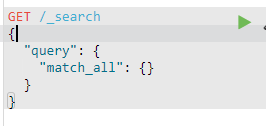 GET /_search
{
  "query": {
    "match_all": {}
  }
}